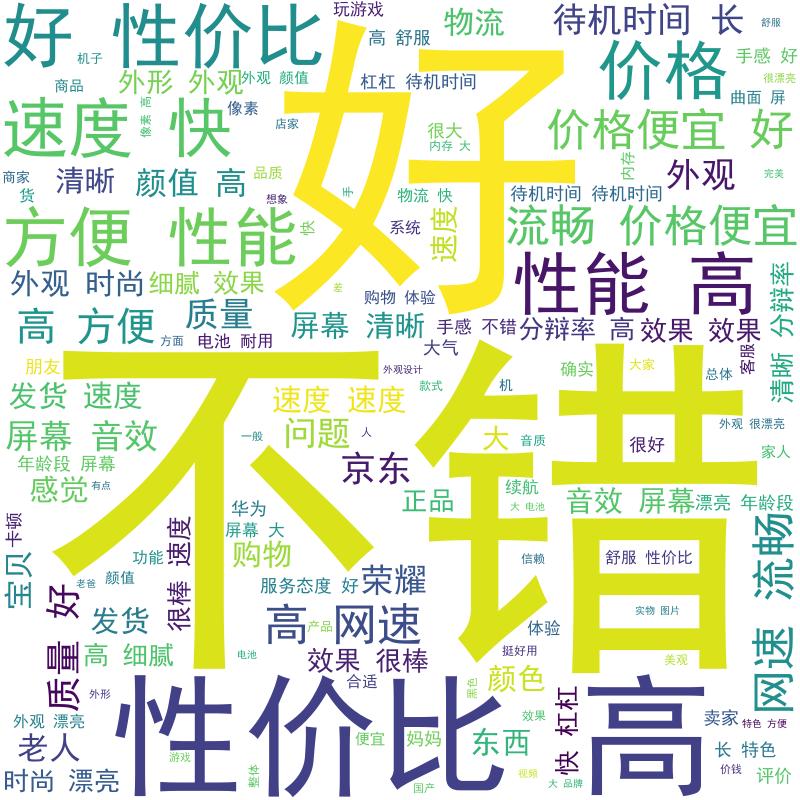 玩游戏
好 性价比
高 舒服
物流
待机时间 长
舒服
机子
价格
手感 好
商品
外形 外观
外观 颜值
杠杠 待机时间
很漂亮
曲面 屏
速度 快
像素 高
像素
店家
好
很大
内存 大
价格便宜 好
商家
货
清晰
颜值 高
品质
想象
手
物流 快
待机时间 待机时间
内存
外观
完美
方便 性能
快
系统
速度
流畅 价格便宜
外观 时尚
细腻 效果
差
购物 体验
性能 高
清晰 分辩率
高 方便
质量
方面
电池 耐用
屏幕 清晰
手感 不错
分辩率 高
效果 效果
大气
客服
朋友
外观设计
款式
机
确实
大家
总体
不错
发货 速度
速度 速度
屏幕 音效
一般
问题
人
大
音质
很好
外观 很漂亮
年龄段 屏幕
京东
家人
感觉
有点
正品
续航
大 电池
音效 屏幕
漂亮 年龄段
卡顿
宝贝
华为
屏幕 大
功能
速度
很棒
购物
信赖
舒服 性价比
网速 流畅
老爸
颜值
服务态度 好
荣耀
质量 好
发货
高 网速
产品
体验
实物 图片
高 细腻
电池
效果 很棒
挺好用
美观
外形
合适
黑色
颜色
性价比 高
快 杠杠
外观 漂亮
效果
卖家
特色 方便
老人
游戏
便宜 妈妈
东西
长 特色
时尚 漂亮
整体
国产
视频
大 品牌
价钱
评价